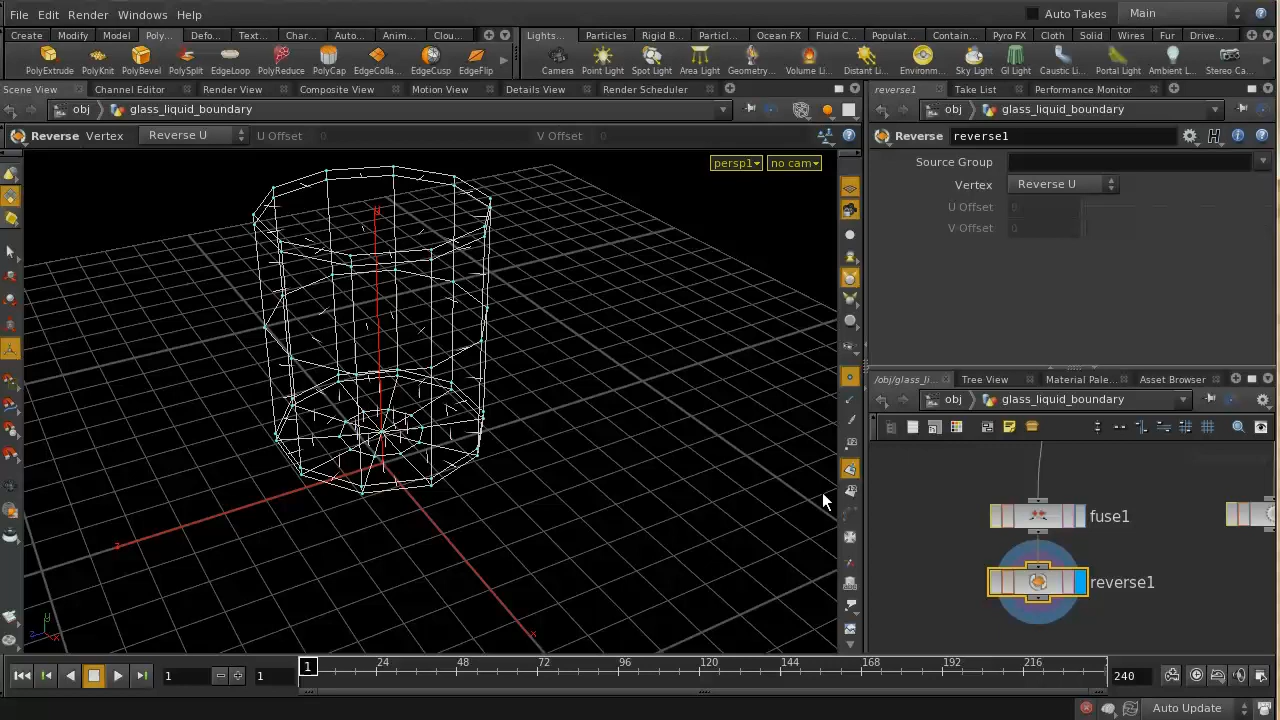 File Edit Render Windows Help Auto Takes Main
Create Modify Model Poly... Defo... Text... Char... Auto... Anim... Clou... Lights... Particles Rigid B... Particl... Ocean FX Fluid C... Populat... Contain... Pyro FX Cloth Solid Wires Fur Drive...
PolyExtrude PolyKnit PolyBevel PolySplit EdgeLoop PolyReduce PolyCap EdgeColla... EdgeCusp EdgeFlip Camera Point Light Spot Light Area Light Geometry... Volume Li... Distant Li... Environm... Sky Light GI Light Caustic Li... Portal Light Ambient L... Stereo Ca...
Scene View Channel Editor Render View Composite View Motion View Details View Render Scheduler reverse1 Take List Performance Monitor
obj glass_liquid_boundary obj glass_liquid_boundary
Reverse Vertex Reverse U U Offset 0 V Offset 0 Reverse reverse1
persp1 no cam Source Group
Vertex Reverse U
U Offset 0
V Offset 0
/obj/glass_li... Tree View Material Pale... Asset Browser
obj glass_liquid_boundary
fuse1
reverse1
y
z
x
y
z x
1 1 1 24 48 72 96 120 144 168 192 216 240
Auto Update